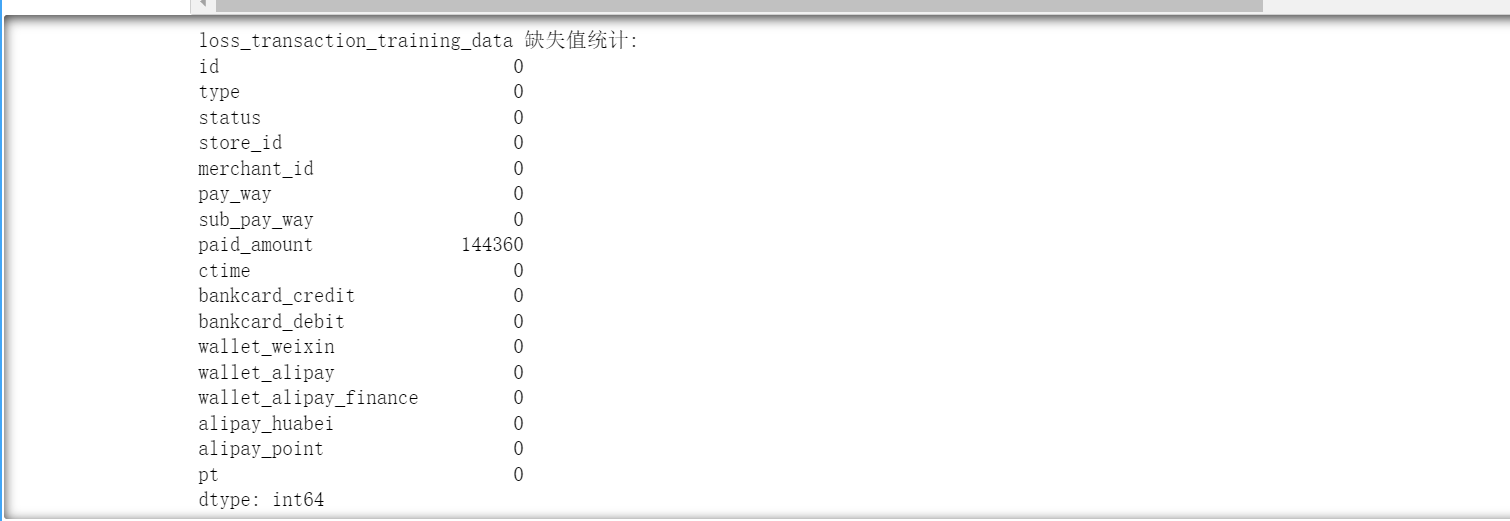 loss_transaction_training_data 缺失值统计:
id 0
type 0
status 0
store_id 0
merchant_id 0
pay_way 0
sub_pay_way 0
paid_amount 144360
ctime 0
bankcard_credit 0
bankcard_debit 0
wallet_weixin 0
wallet_alipay 0
wallet_alipay_finance 0
alipay_huabei 0
alipay_point 0
pt 0
dtype: int64